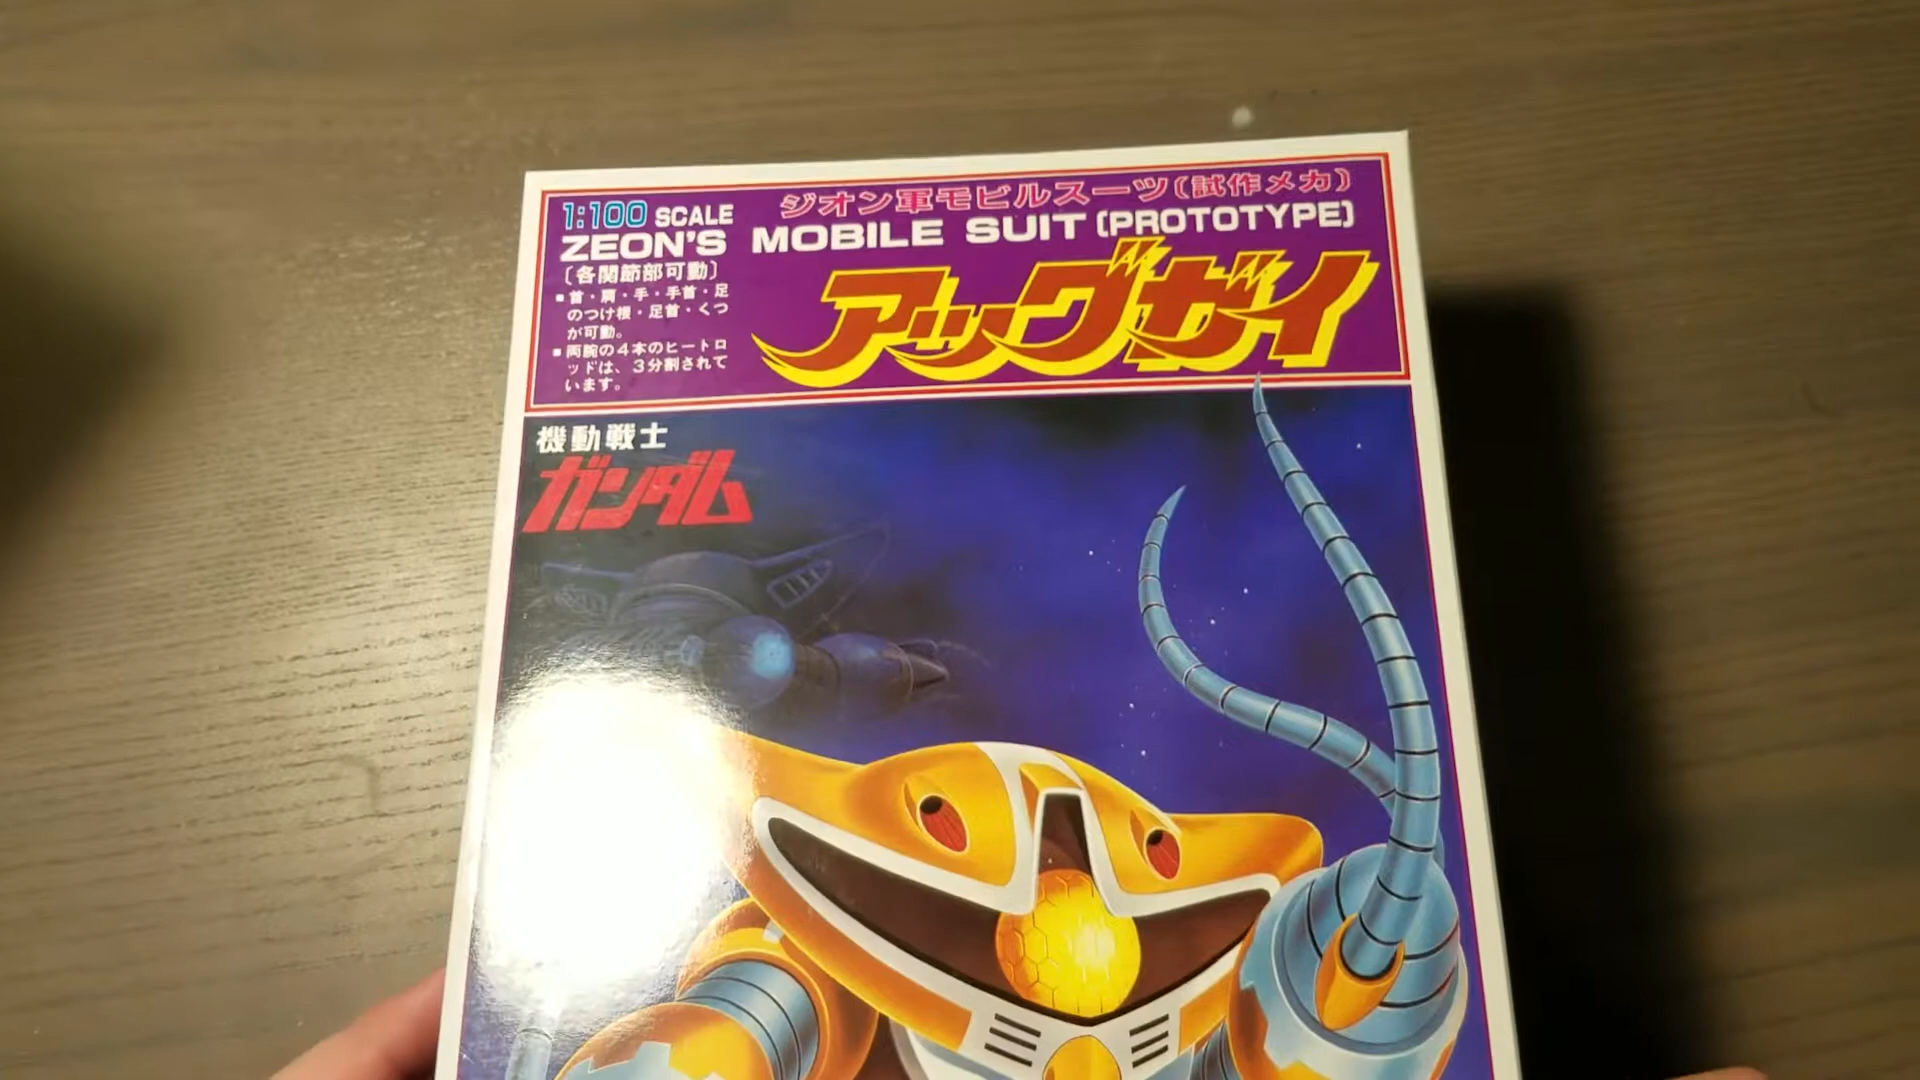 ジオン軍モビルスーツ〔試作メカ〕
1:100 SCALE
ZEON'S MOBILE SUIT〔PROTOTYPE〕
アッグガイ
〔各関節部可動〕
■首・肩・手・手首・足
のつけ根・足首・くつ
が可動。
■両腕の4本のヒートロ
ッドは、3分割されて
います。
機動戦士
ガンダム